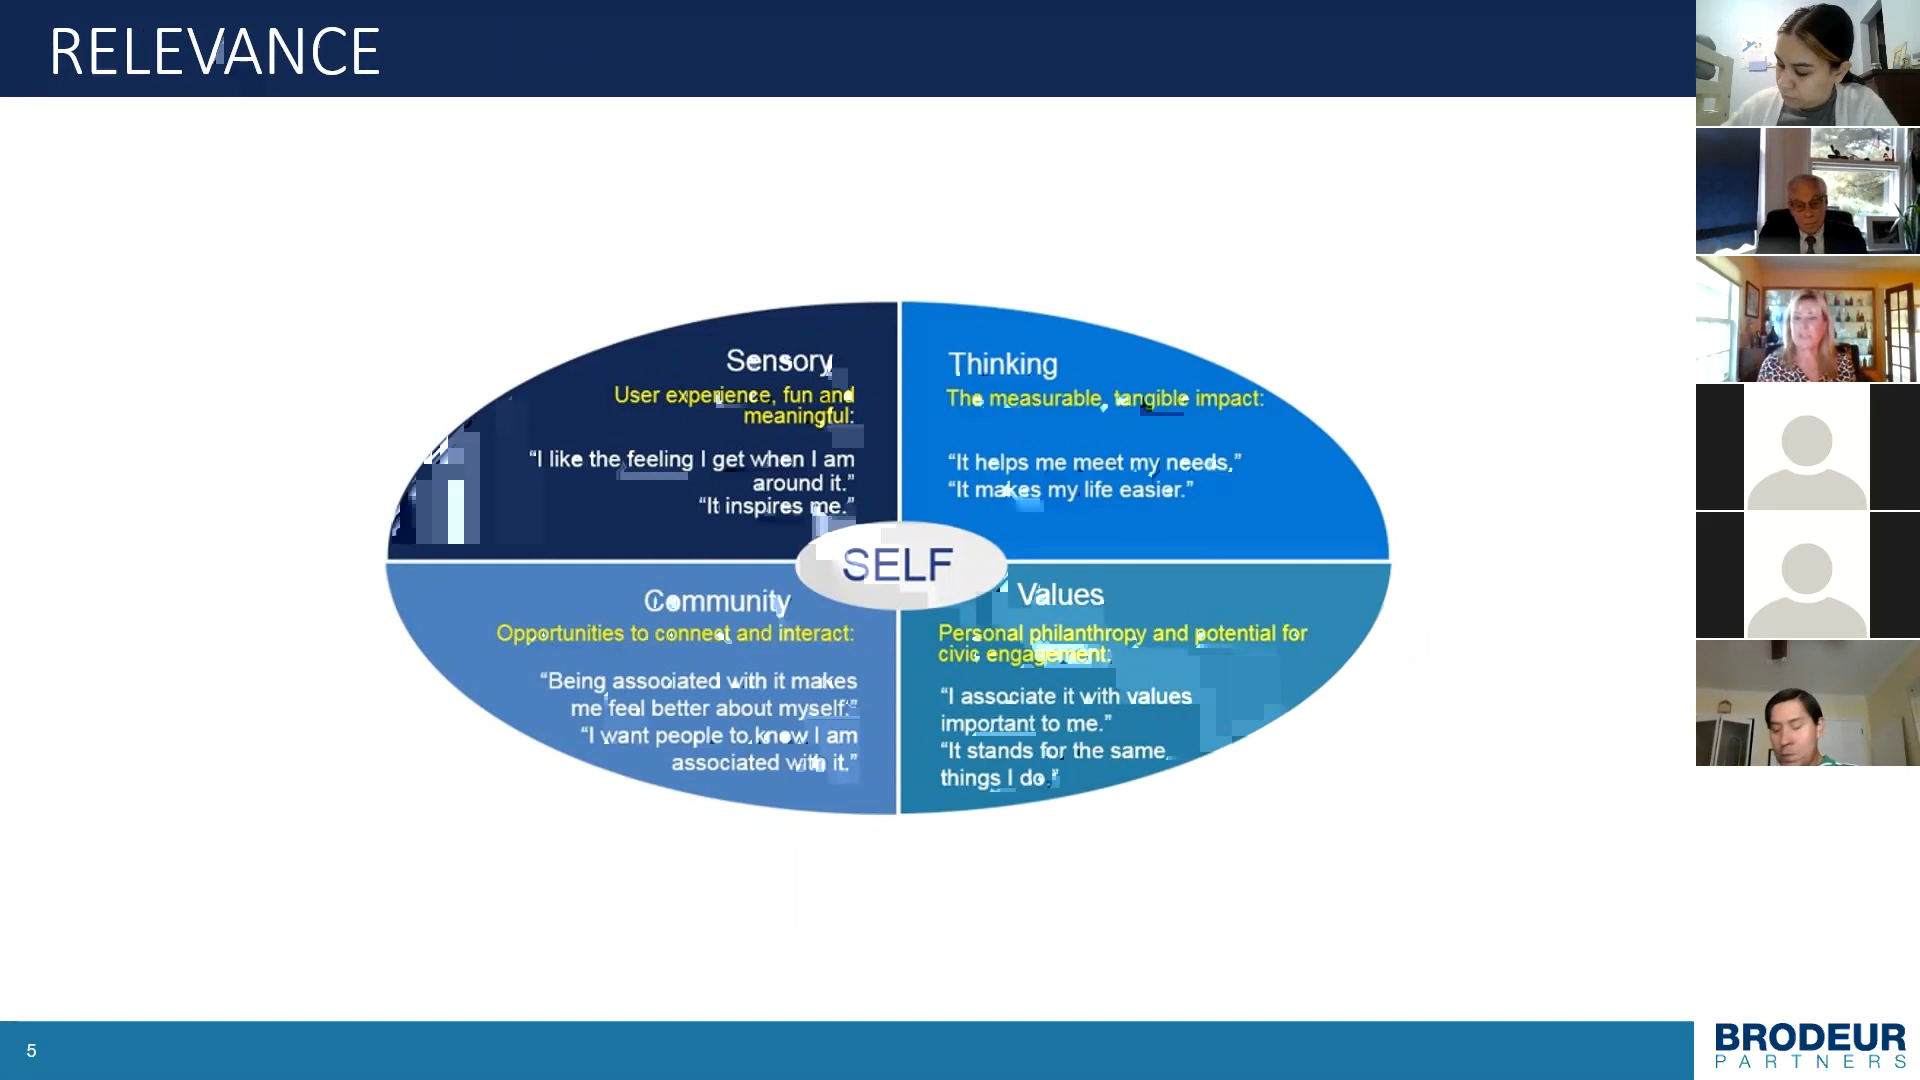 RELEVANCE
Sensory
User experience, fun and
meaningful:
“I like the feeling I get when I am
around it.”
“It inspires me.”
Thinking
The measurable, tangible impact:
“It helps me meet my needs,”
“It makes my life easier.”
SELF
Community
Opportunities to connect and interact:
“Being associated with it makes
me feel better about myself.”
“I want people to know I am
associated with it.”
Values
Personal philanthropy and potential for
civic engagement:
“I associate it with values
important to me.”
“It stands for the same
things I do.”
5
BRODEUR
PARTNERS